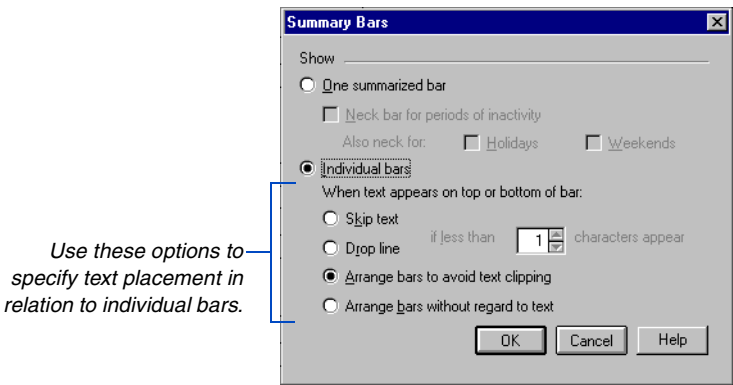 Summary Bars
Show
One summarized bar
Neck bar for periods of inactivity
Also neck for: Holidays Weekends
Individual bars
When text appears on top or bottom of bar:
Skip text
if less than 1 characters appear
Drop line
Arrange bars to avoid text clipping
Arrange bars without regard to text
OK Cancel Help
Use these options to
specify text placement in
relation to individual bars.